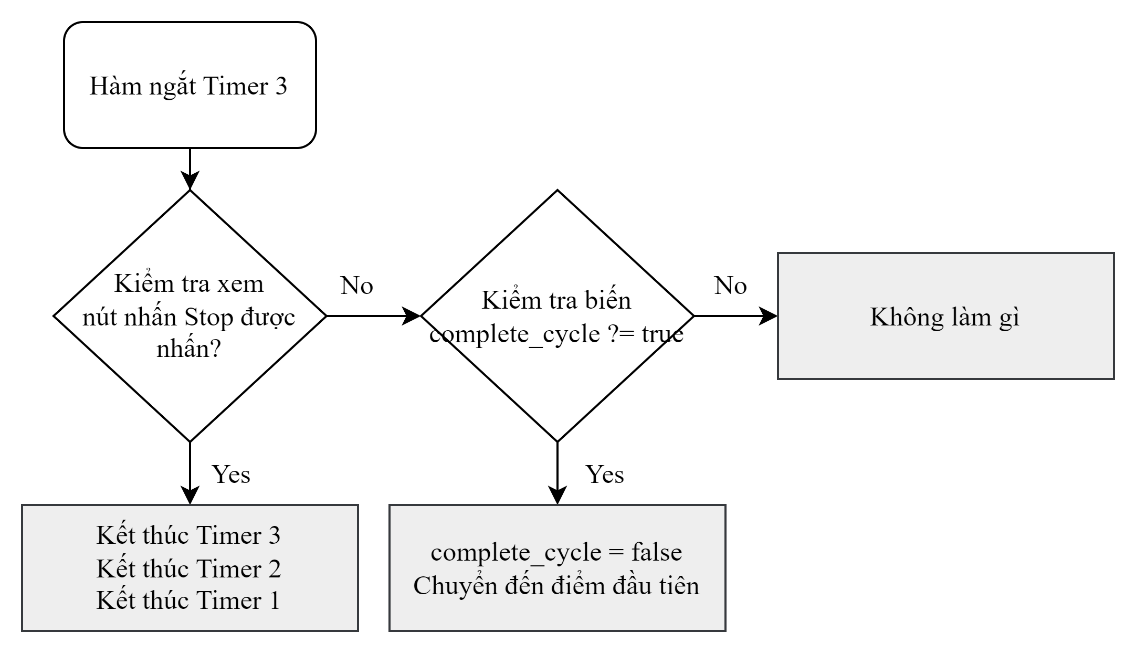 Hàm ngắt Timer 3
Kiểm tra xem
nút nhấn Stop được
nhấn?
No
Kiểm tra biến
complete_cycle ?= true
No
Không làm gì
Yes
Kết thúc Timer 3
Kết thúc Timer 2
Kết thúc Timer 1
Yes
complete_cycle = false
Chuyển đến điểm đầu tiên